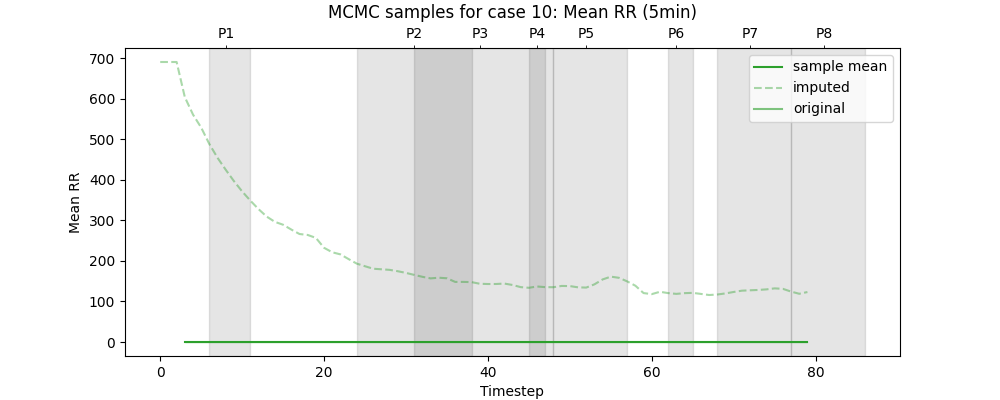 MCMC samples for case 10: Mean RR (5min)
P1 P2 P3 P4 P5 P6 P7 P8
sample mean
imputed
original
700
600
500
400
300
200
100
0
Mean RR
0 20 40 60 80
Timestep